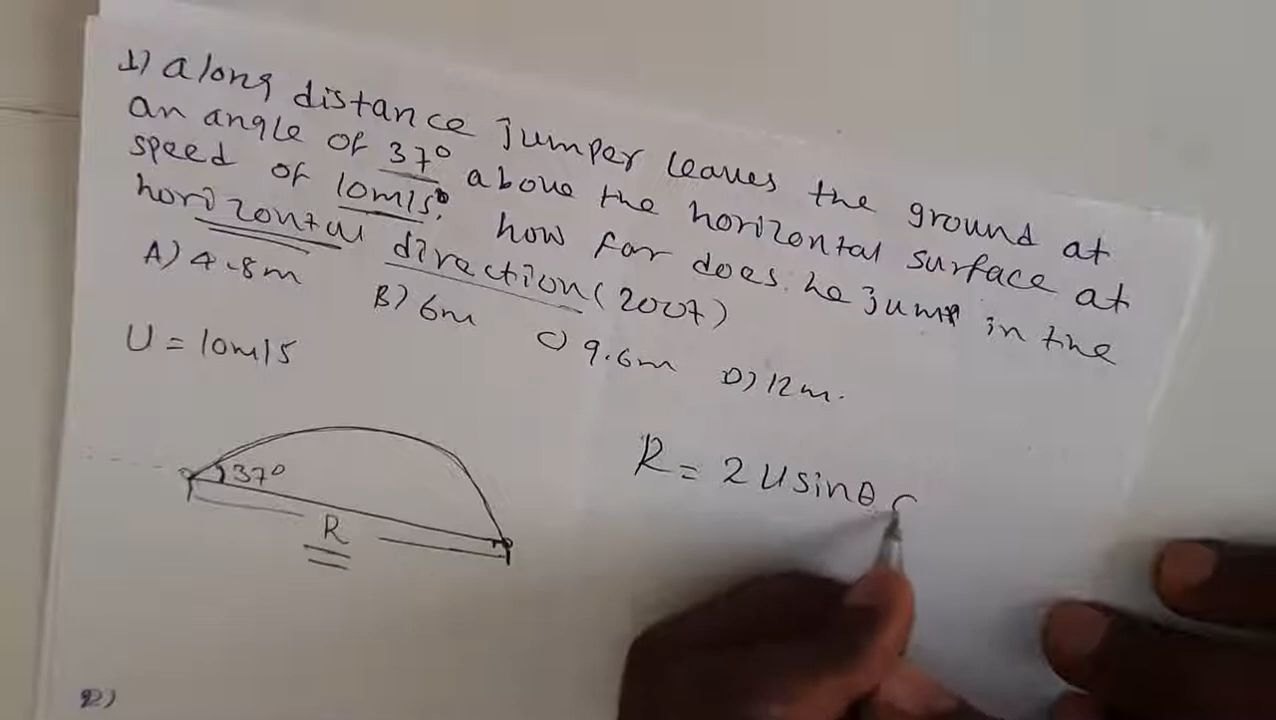 1) a long distance jumper leaves the ground at
an angle of 37° above the horizontal surface at
speed of 10m/s. how far does he jump in the
horizontal direction (2007)
A) 4.8m B) 6m C) 9.6m D) 12m.
U = 10m/s
37°
R
R = 2 U sinθ c
2)